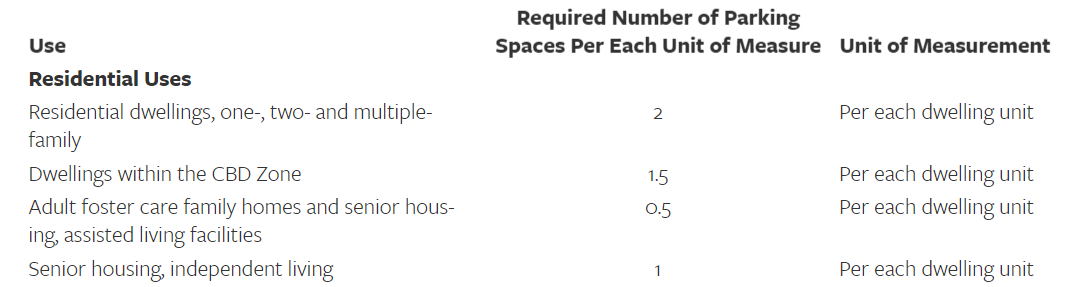 Required Number of Parking
Use Spaces Per Each Unit of Measure Unit of Measurement
Residential Uses
Residential dwellings, one-, two- and multiple- 2 Per each dwelling unit
family
Dwellings within the CBD Zone 1.5 Per each dwelling unit
Adult foster care family homes and senior hous- 0.5 Per each dwelling unit
ing, assisted living facilities
Senior housing, independent living 1 Per each dwelling unit